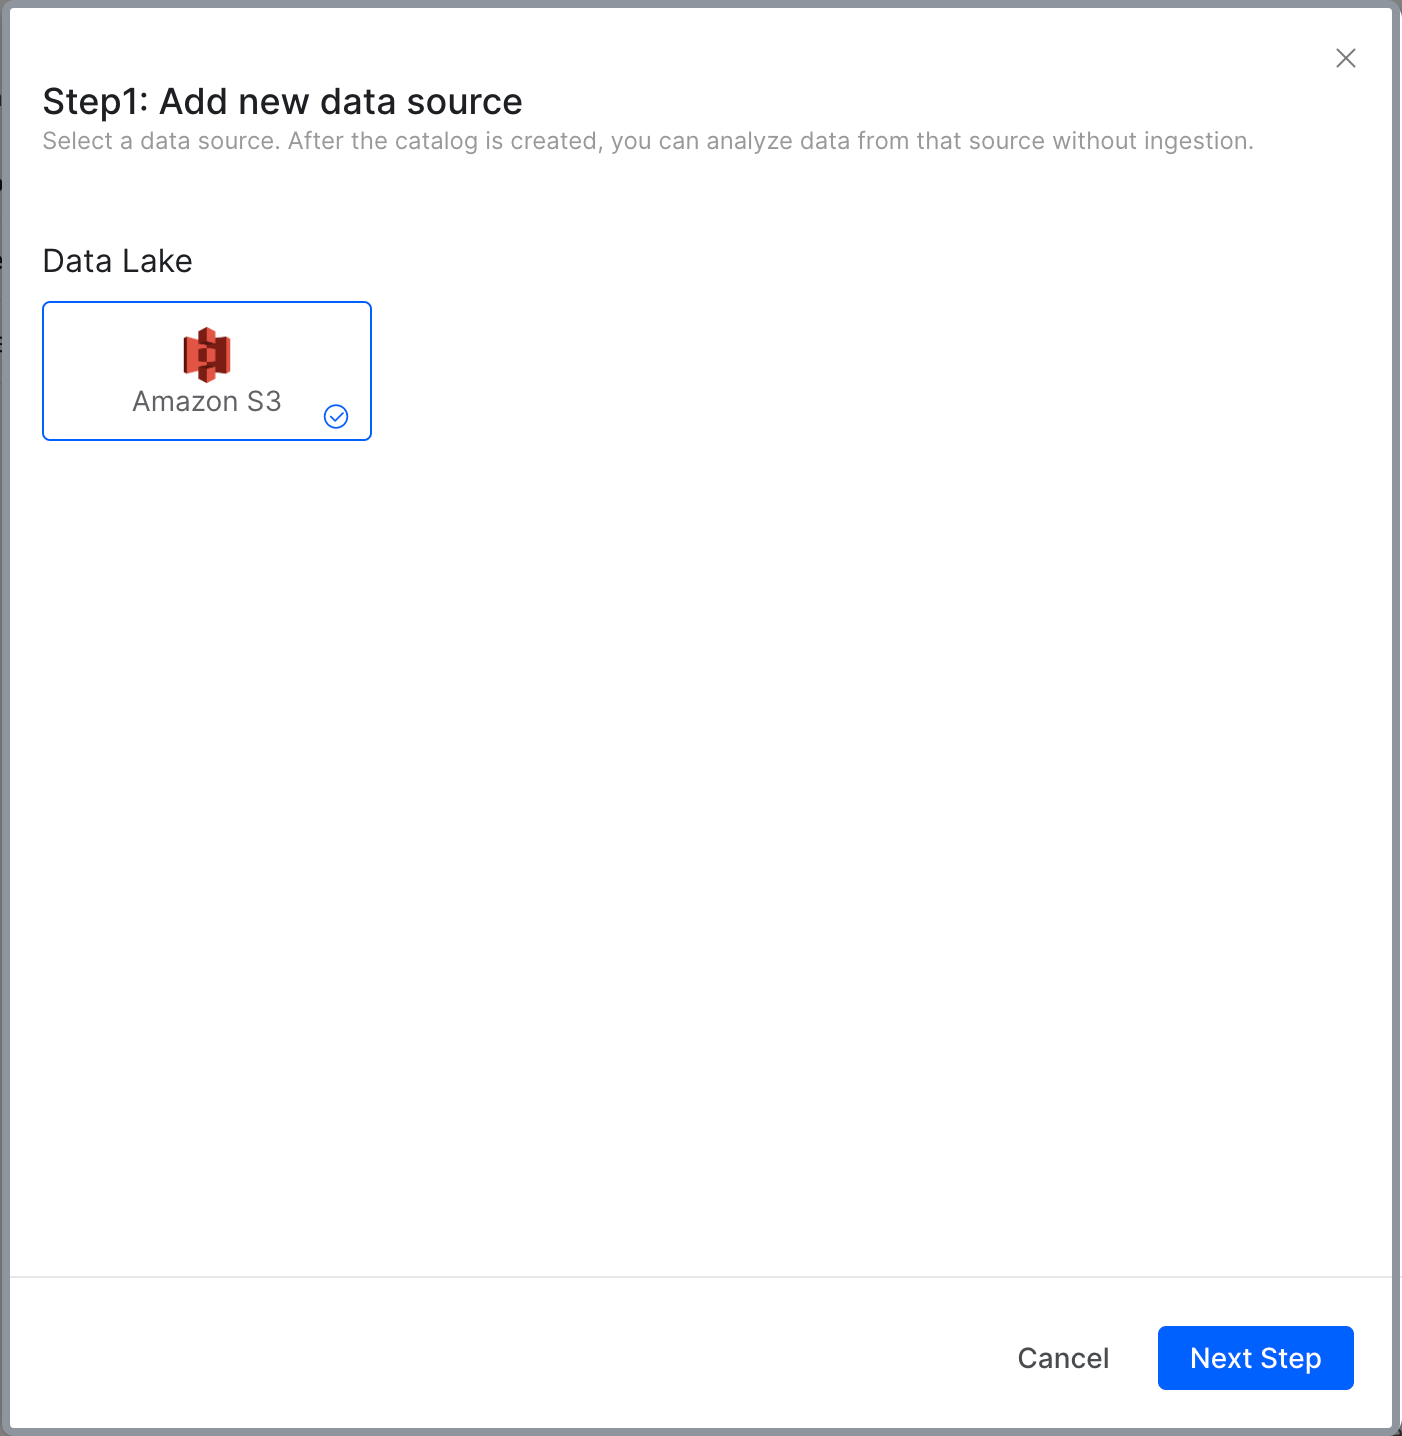 Step1: Add new data source
Select a data source. After the catalog is created, you can analyze data from that source without ingestion.
Data Lake
Amazon S3
Cancel
Next Step